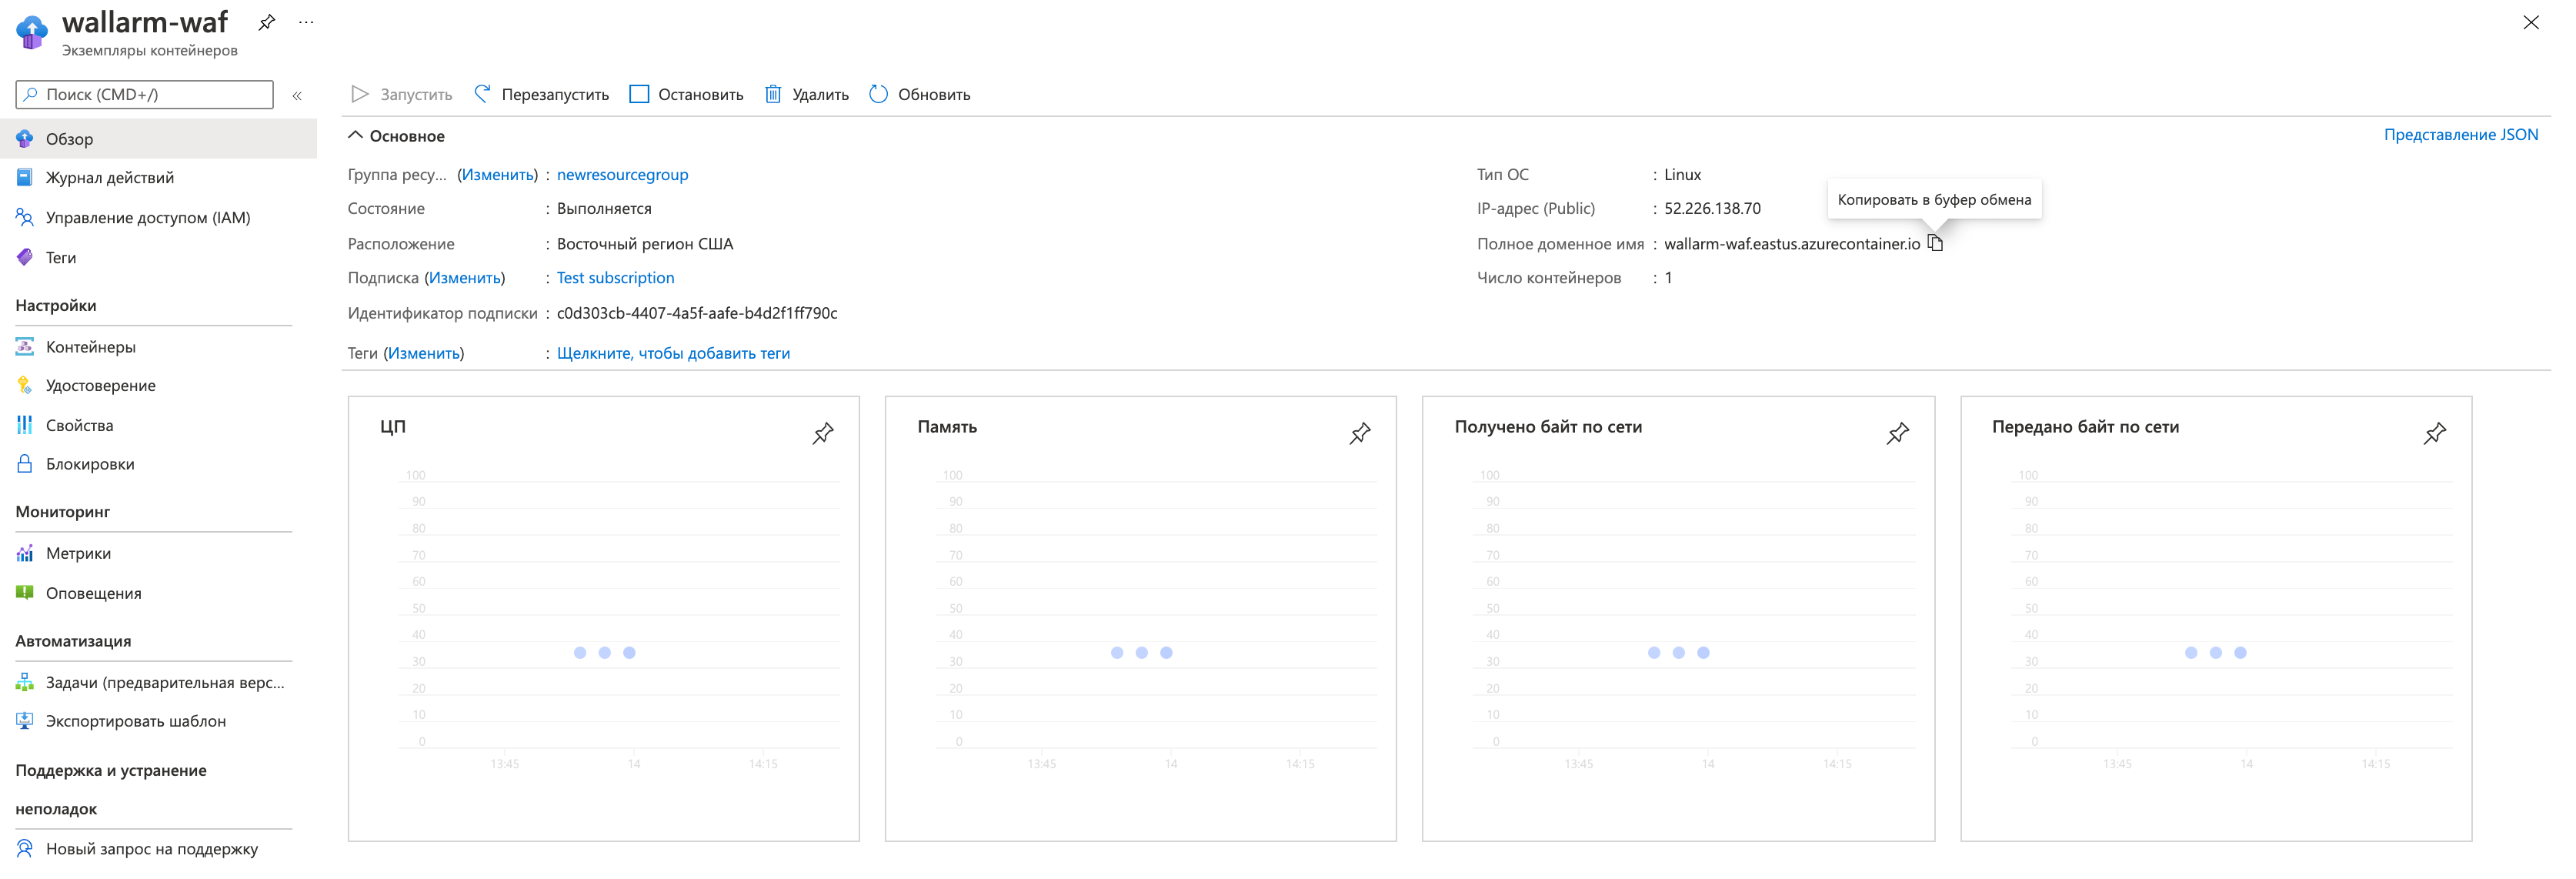 wallarm-waf
Экземпляры контейнеров
Поиск (CMD+/)
«
Обзор
Журнал действий
Управление доступом (IAM)
Теги
Настройки
Контейнеры
Удостоверение
Свойства
Блокировки
Мониторинг
Метрики
Оповещения
Автоматизация
Задачи (предварительная верс...
Экспортировать шаблон
Поддержка и устранение
неполадок
Новый запрос на поддержку
Запустить Перезапустить Остановить Удалить Обновить
Основное
Представление JSON
Группа ресу... (Изменить) : newresourcegroup
Состояние : Выполняется
Расположение : Восточный регион США
Подписка (Изменить) : Test subscription
Идентификатор подписки : c0d303cb-4407-4a5f-aafe-b4d2f1ff790c
Теги (Изменить) : Щелкните, чтобы добавить теги
Тип ОС : Linux
Копировать в буфер обмена
IP-адрес (Public) : 52.226.138.70
Полное доменное имя : wallarm-waf.eastus.azurecontainer.io
Число контейнеров : 1
ЦП
100
90
80
70
60
50
40
30
20
10
0
13:45 14 14:15
Память
100
90
80
70
60
50
40
30
20
10
0
13:45 14 14:15
Получено байт по сети
100
90
80
70
60
50
40
30
20
10
0
13:45 14 14:15
Передано байт по сети
100
90
80
70
60
50
40
30
20
10
0
13:45 14 14:15